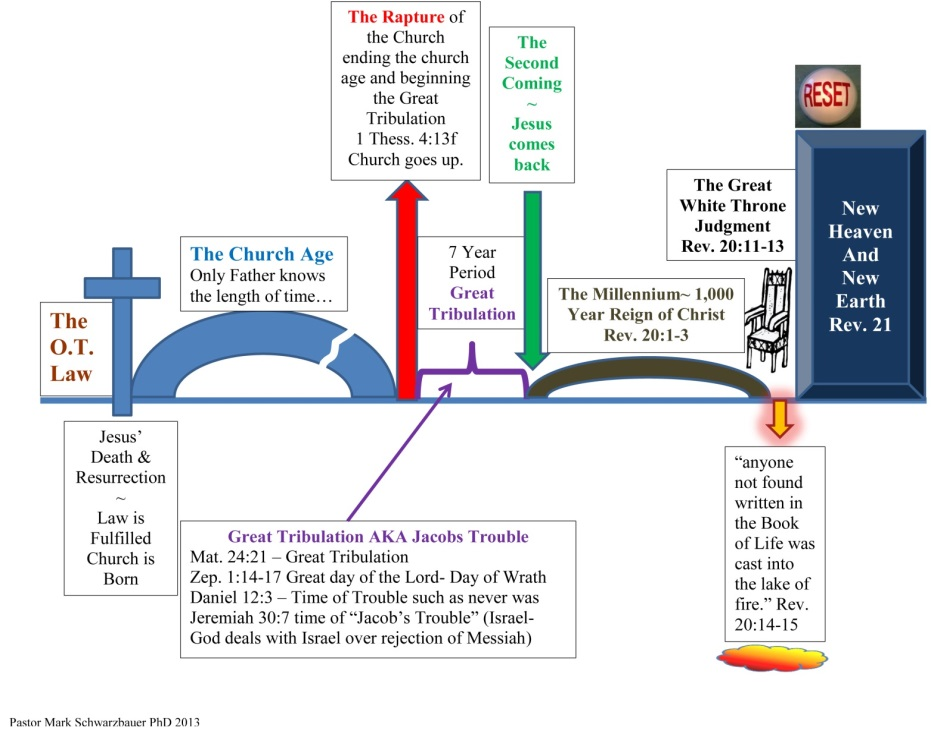 The Rapture of
the Church
ending the church
age and beginning
the Great
Tribulation
1 Thess. 4:13f
Church goes up.
The
Second
Coming
~
Jesus
comes
back
RESET
The Great
White Throne
Judgment
Rev. 20:11-13
New
Heaven
And
New
Earth
Rev. 21
The Church Age
Only Father knows
the length of time…
7 Year
Period
Great
Tribulation
The Millennium~ 1,000
Year Reign of Christ
Rev. 20:1-3
The
O.T.
Law
Jesus’
Death &
Resurrection
~
Law is
Fulfilled
Church is
Born
Great Tribulation AKA Jacobs Trouble
Mat. 24:21 – Great Tribulation
Zep. 1:14-17 Great day of the Lord- Day of Wrath
Daniel 12:3 – Time of Trouble such as never was
Jeremiah 30:7 time of “Jacob’s Trouble” (Israel-
God deals with Israel over rejection of Messiah)
“anyone
not found
written in
the Book
of Life was
cast into
the lake of
fire.” Rev.
20:14-15
Pastor Mark Schwarzbauer PhD 2013